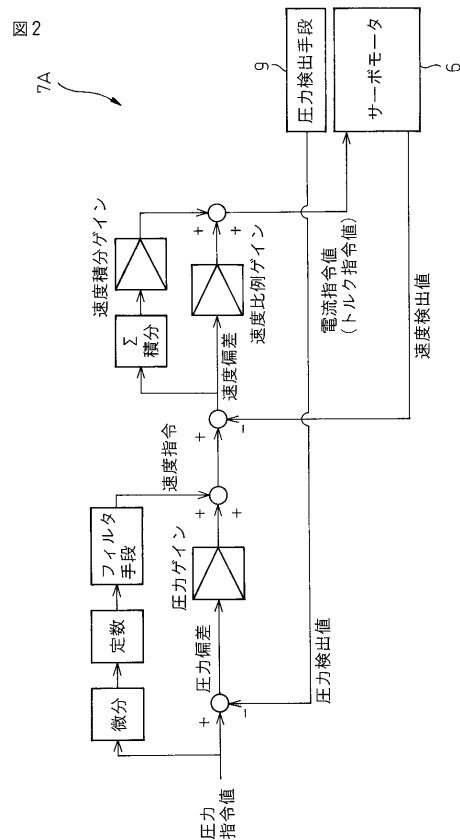 図2
7A
圧力
指令値
微分
定数
フィルタ
手段
圧力偏差
圧力ゲイン
圧力検出値
速度指令
速度偏差
Σ
積分
速度積分ゲイン
速度比例ゲイン
電流指令値
(トルク指令値)
速度検出値
圧力検出手段
9
サーボモータ
6
+
-
+
+
+
-
+
+